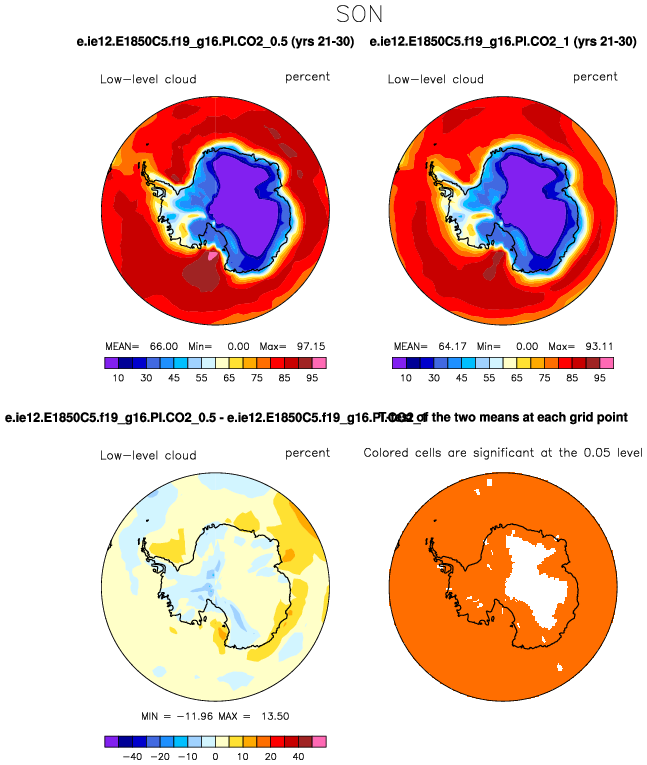 SON
e.ie12.E1850C5.f19_g16.PI.CO2_0.5 (yrs 21-30)
e.ie12.E1850C5.f19_g16.PI.CO2_1 (yrs 21-30)
Low-level cloud percent
Low-level cloud percent
MEAN= 66.00 Min= 0.00 Max= 97.15
MEAN= 64.17 Min= 0.00 Max= 93.11
10 30 45 55 65 75 85 95
10 30 45 55 65 75 85 95
e.ie12.E1850C5.f19_g16.PI.CO2_0.5 - e.ie12.E1850C5.f19_g16.PI.CO2_1
T-test of the two means at each grid point
Low-level cloud percent
Colored cells are significant at the 0.05 level
MIN = -11.96 MAX = 13.50
-40 -20 -10 0 10 20 40